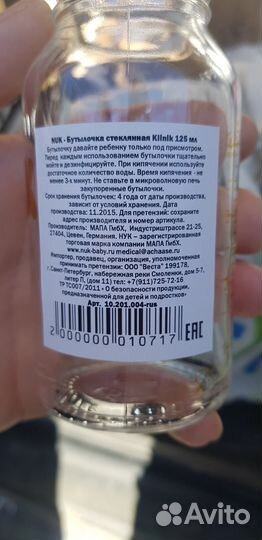 NUK - Бутылочка стеклянная Klinik 125 мл
Бутылочку давайте ребенку только под присмотром.
Перед каждым использованием бутылочки тщательно
мойте и дезинфицируйте. При кипячении используйте
достаточное количество воды. Время кипячения - не
менее 3-х минут. Не ставьте в микроволновую печь
закупоренные бутылочки.
Срок хранения бутылочек: 4 года от даты производства,
зависит от условий хранения. Дата
производства: 11.2015. Для претензий: сохраните
адрес изготовителя и номер артикула.
Производитель: МАПА ГмбХ, Индустриштрассе 21-25,
27404, Цевен, Германия. НУК – зарегистрированная
торговая марка компании МАПА ГмбХ.
www.nuk-baby.ru medical@achaase.ru
Импортер, продавец, организация, уполномоченная
принимать претензии: ООО "Веста" 199178,
г.Санкт-Петербург, набережная реки Смоленки, дом 5-7,
литер П, (дом 11) тел: +7(911)725-72-16
ТР ТС007/2011 - О безопасности продукции,
предназначенной для детей и подростков
Арт. 10.201.004-rus
2 000000 010717
EAC
Avito